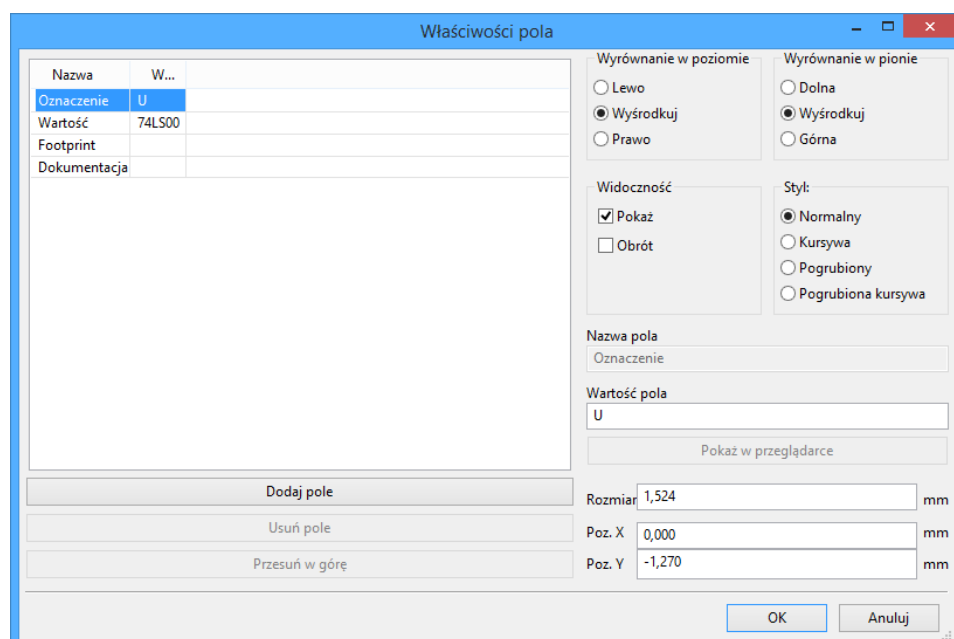 Właściwości pola
Nazwa W...
Oznaczenie U
Wartość 74LS00
Footprint
Dokumentacja
Dodaj pole
Usuń pole
Przesuń w górę
Wyrównanie w poziomie
Lewo
Wyśrodkuj
Prawo
Wyrównanie w pionie
Dolna
Wyśrodkuj
Górna
Widoczność
Pokaż
Obrót
Styl:
Normalny
Kursywa
Pogrubiony
Pogrubiona kursywa
Nazwa pola
Oznaczenie
Wartość pola
U
Pokaż w przeglądarce
Rozmiar 1,524 mm
Poz. X 0,000 mm
Poz. Y -1,270 mm
OK Anuluj